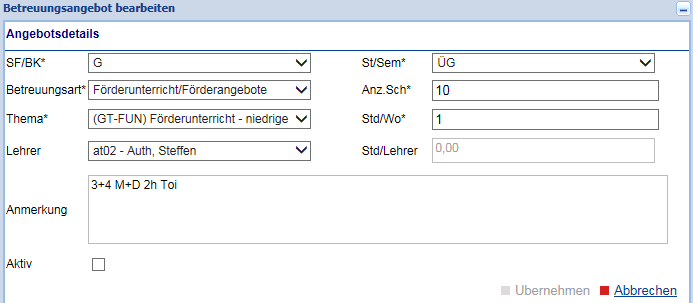 Betreuungsangebot bearbeiten
Angebotsdetails
SF/BK* G St/Sem* ÜG
Betreuungsart* Förderunterricht/Förderangebote Anz.Sch* 10
Thema* (GT-FUN) Förderunterricht - niedrige Std/Wo* 1
Lehrer at02 - Auth, Steffen Std/Lehrer 0,00
Anmerkung 3+4 M+D 2h Toi
Aktiv
Ubernehmen Abbrechen